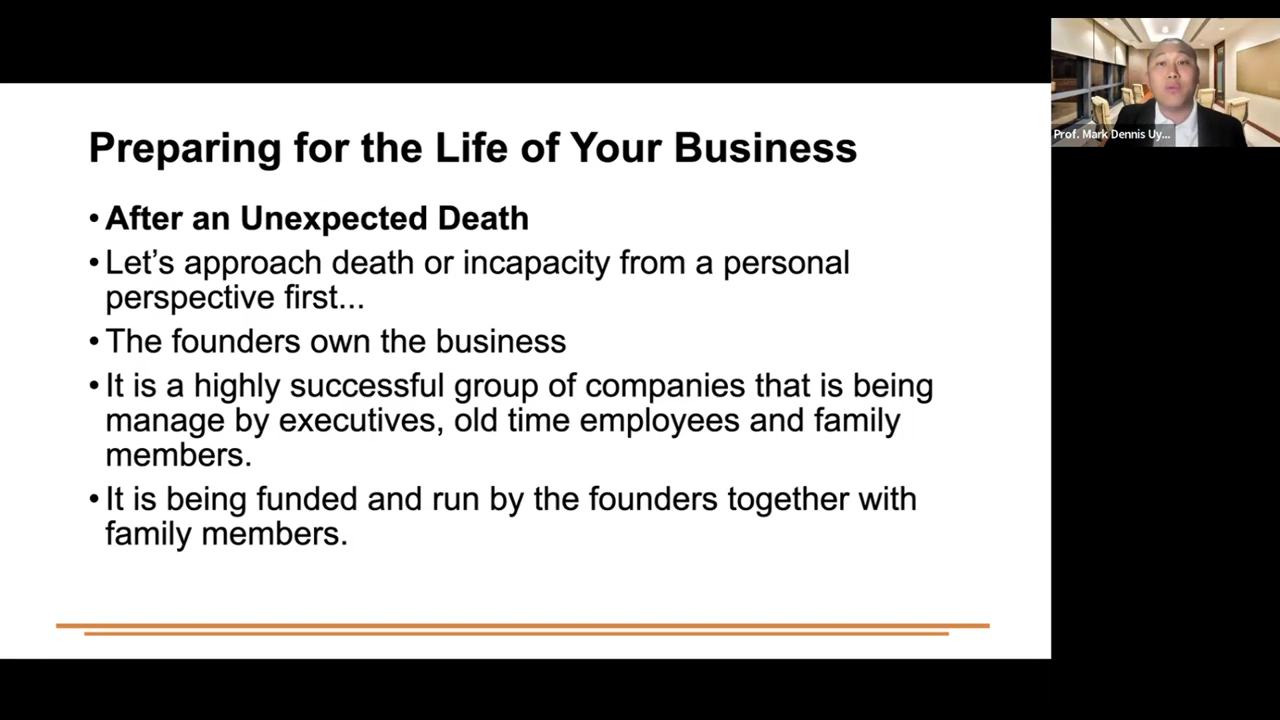 Preparing for the Life of Your Business
• After an Unexpected Death
• Let’s approach death or incapacity from a personal
perspective first...
• The founders own the business
• It is a highly successful group of companies that is being
manage by executives, old time employees and family
members.
• It is being funded and run by the founders together with
family members.
Prof. Mark Dennis Uy...